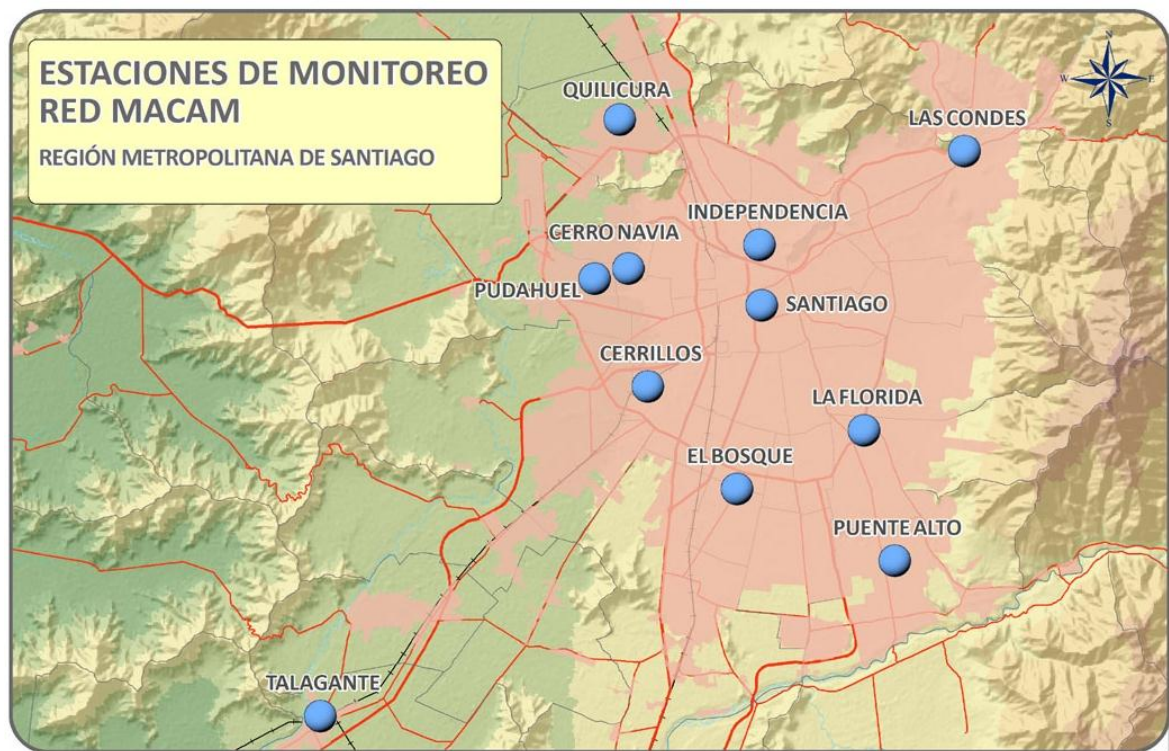 ESTACIONES DE MONITOREO
RED MACAM
REGIÓN METROPOLITANA DE SANTIAGO
N
W
E
S
QUILICURA
LAS CONDES
INDEPENDENCIA
CERRO NAVIA
PUDAHUEL
SANTIAGO
CERRILLOS
LA FLORIDA
EL BOSQUE
PUENTE ALTO
TALAGANTE